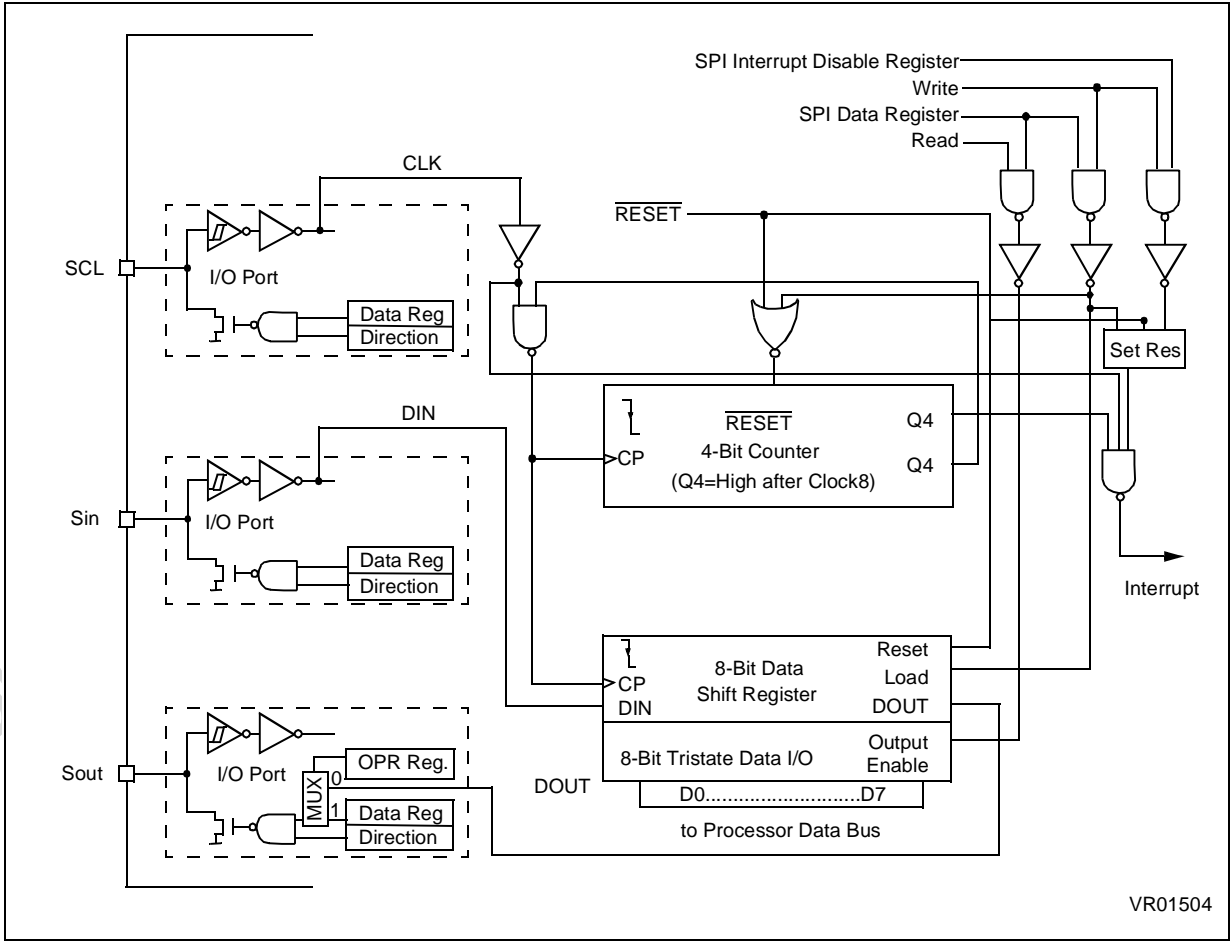 SPI Interrupt Disable Register
Write
SPI Data Register
Read
CLK
RESET
SCL
I/O Port
Data Reg
Direction
Set Res
RESET
Q4
4-Bit Counter
CP
Q4
(Q4=High after Clock8)
DIN
Sin
I/O Port
Data Reg
Direction
Interrupt
8-Bit Data
Shift Register
Reset
Load
CP
DIN
DOUT
8-Bit Tristate Data I/O
Output
Enable
Sout
I/O Port
OPR Reg.
MUX
0
1
Data Reg
Direction
DOUT
D0...........................D7
to Processor Data Bus
VR01504